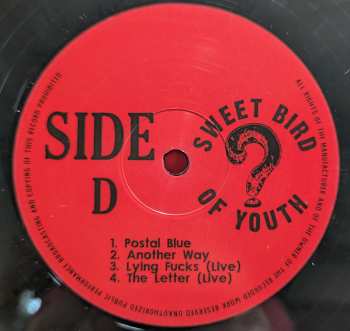 ALL RIGHTS OF THE MANUFACTURER AND OF THE OWNER OF THE RECORDED WORK RESERVED UNAUTHORIZED PUBLIC PERFORMANCE BROADCASTING AND COPYING OF THIS RECORD PROHIBITED
SIDE
D
SWEET BIRD
?
OF YOUTH
1. Postal Blue
2. Another Way
3. Lying Fucks (Live)
4. The Letter (Live)